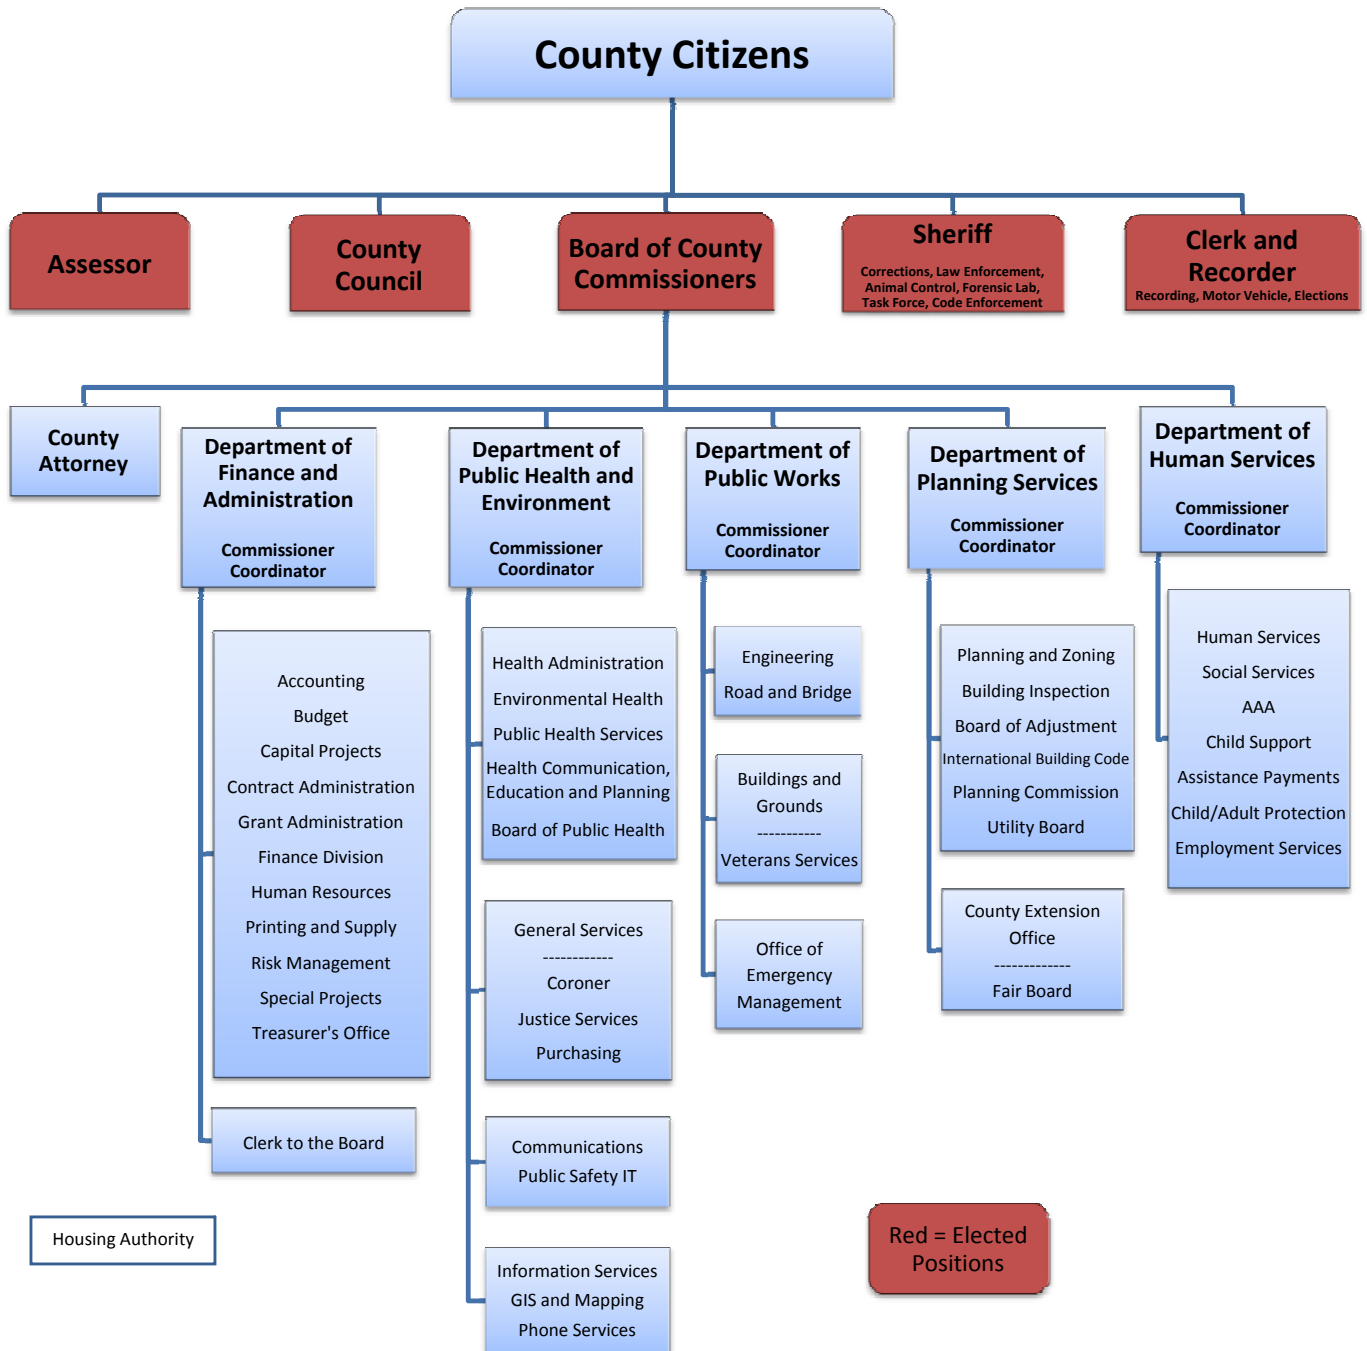 County Citizens
Assessor
County
Council
Board of County
Commissioners
Sheriff
Corrections, Law Enforcement,
Animal Control, Forensic Lab,
Task Force, Code Enforcement
Clerk and
Recorder
Recording, Motor Vehicle, Elections
County
Attorney
Department of
Finance and
Administration
Commissioner
Coordinator
Department of
Public Health and
Environment
Commissioner
Coordinator
Department of
Public Works
Commissioner
Coordinator
Department of
Planning Services
Commissioner
Coordinator
Department of
Human Services
Commissioner
Coordinator
Accounting
Budget
Capital Projects
Contract Administration
Grant Administration
Finance Division
Human Resources
Printing and Supply
Risk Management
Special Projects
Treasurer's Office
Clerk to the Board
Health Administration
Environmental Health
Public Health Services
Health Communication,
Education and Planning
Board of Public Health
General Services
------------
Coroner
Justice Services
Purchasing
Communications
Public Safety IT
Information Services
GIS and Mapping
Phone Services
Engineering
Road and Bridge
Buildings and
Grounds
-----------
Veterans Services
Office of
Emergency
Management
Planning and Zoning
Building Inspection
Board of Adjustment
International Building Code
Planning Commission
Utility Board
County Extension
Office
-------------
Fair Board
Human Services
Social Services
AAA
Child Support
Assistance Payments
Child/Adult Protection
Employment Services
Housing Authority
Red = Elected
Positions